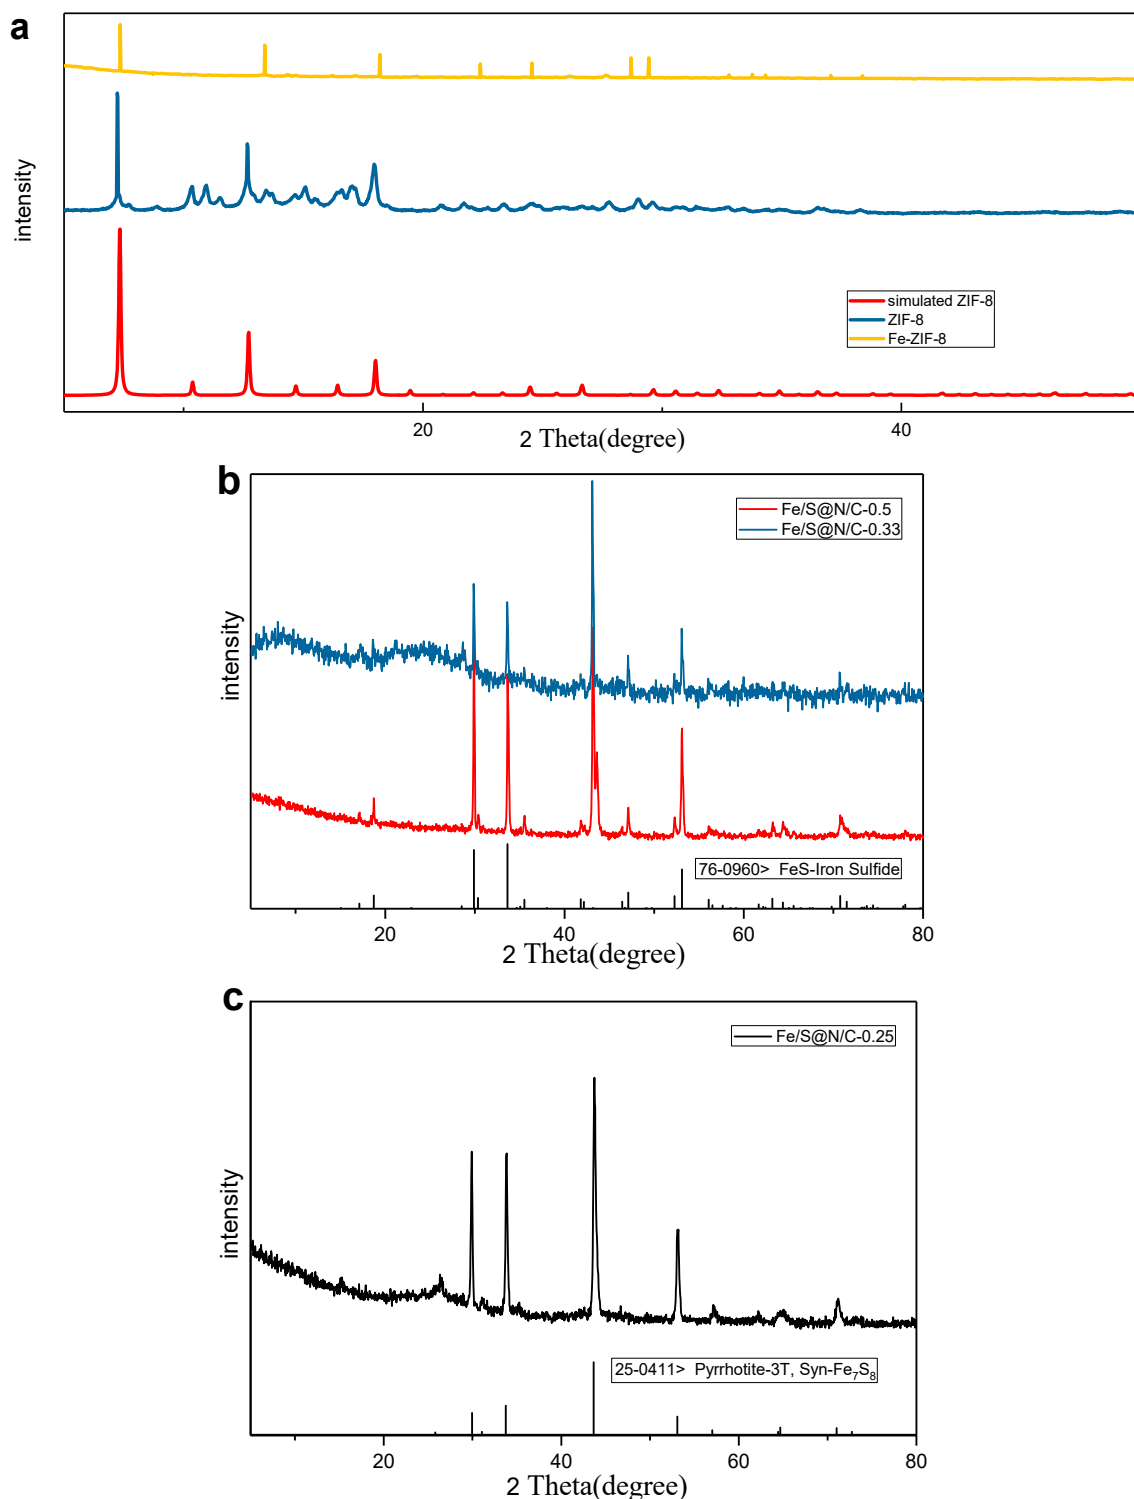 a
intensity
simulated ZIF-8
ZIF-8
Fe-ZIF-8
20 40
2 Theta(degree)
b
intensity
Fe/S@N/C-0.5
Fe/S@N/C-0.33
76-0960> FeS-Iron Sulfide
20 40 60 80
2 Theta(degree)
c
intensity
Fe/S@N/C-0.25
25-0411> Pyrrhotite-3T, Syn-Fe₇S₈
20 40 60 80
2 Theta(degree)